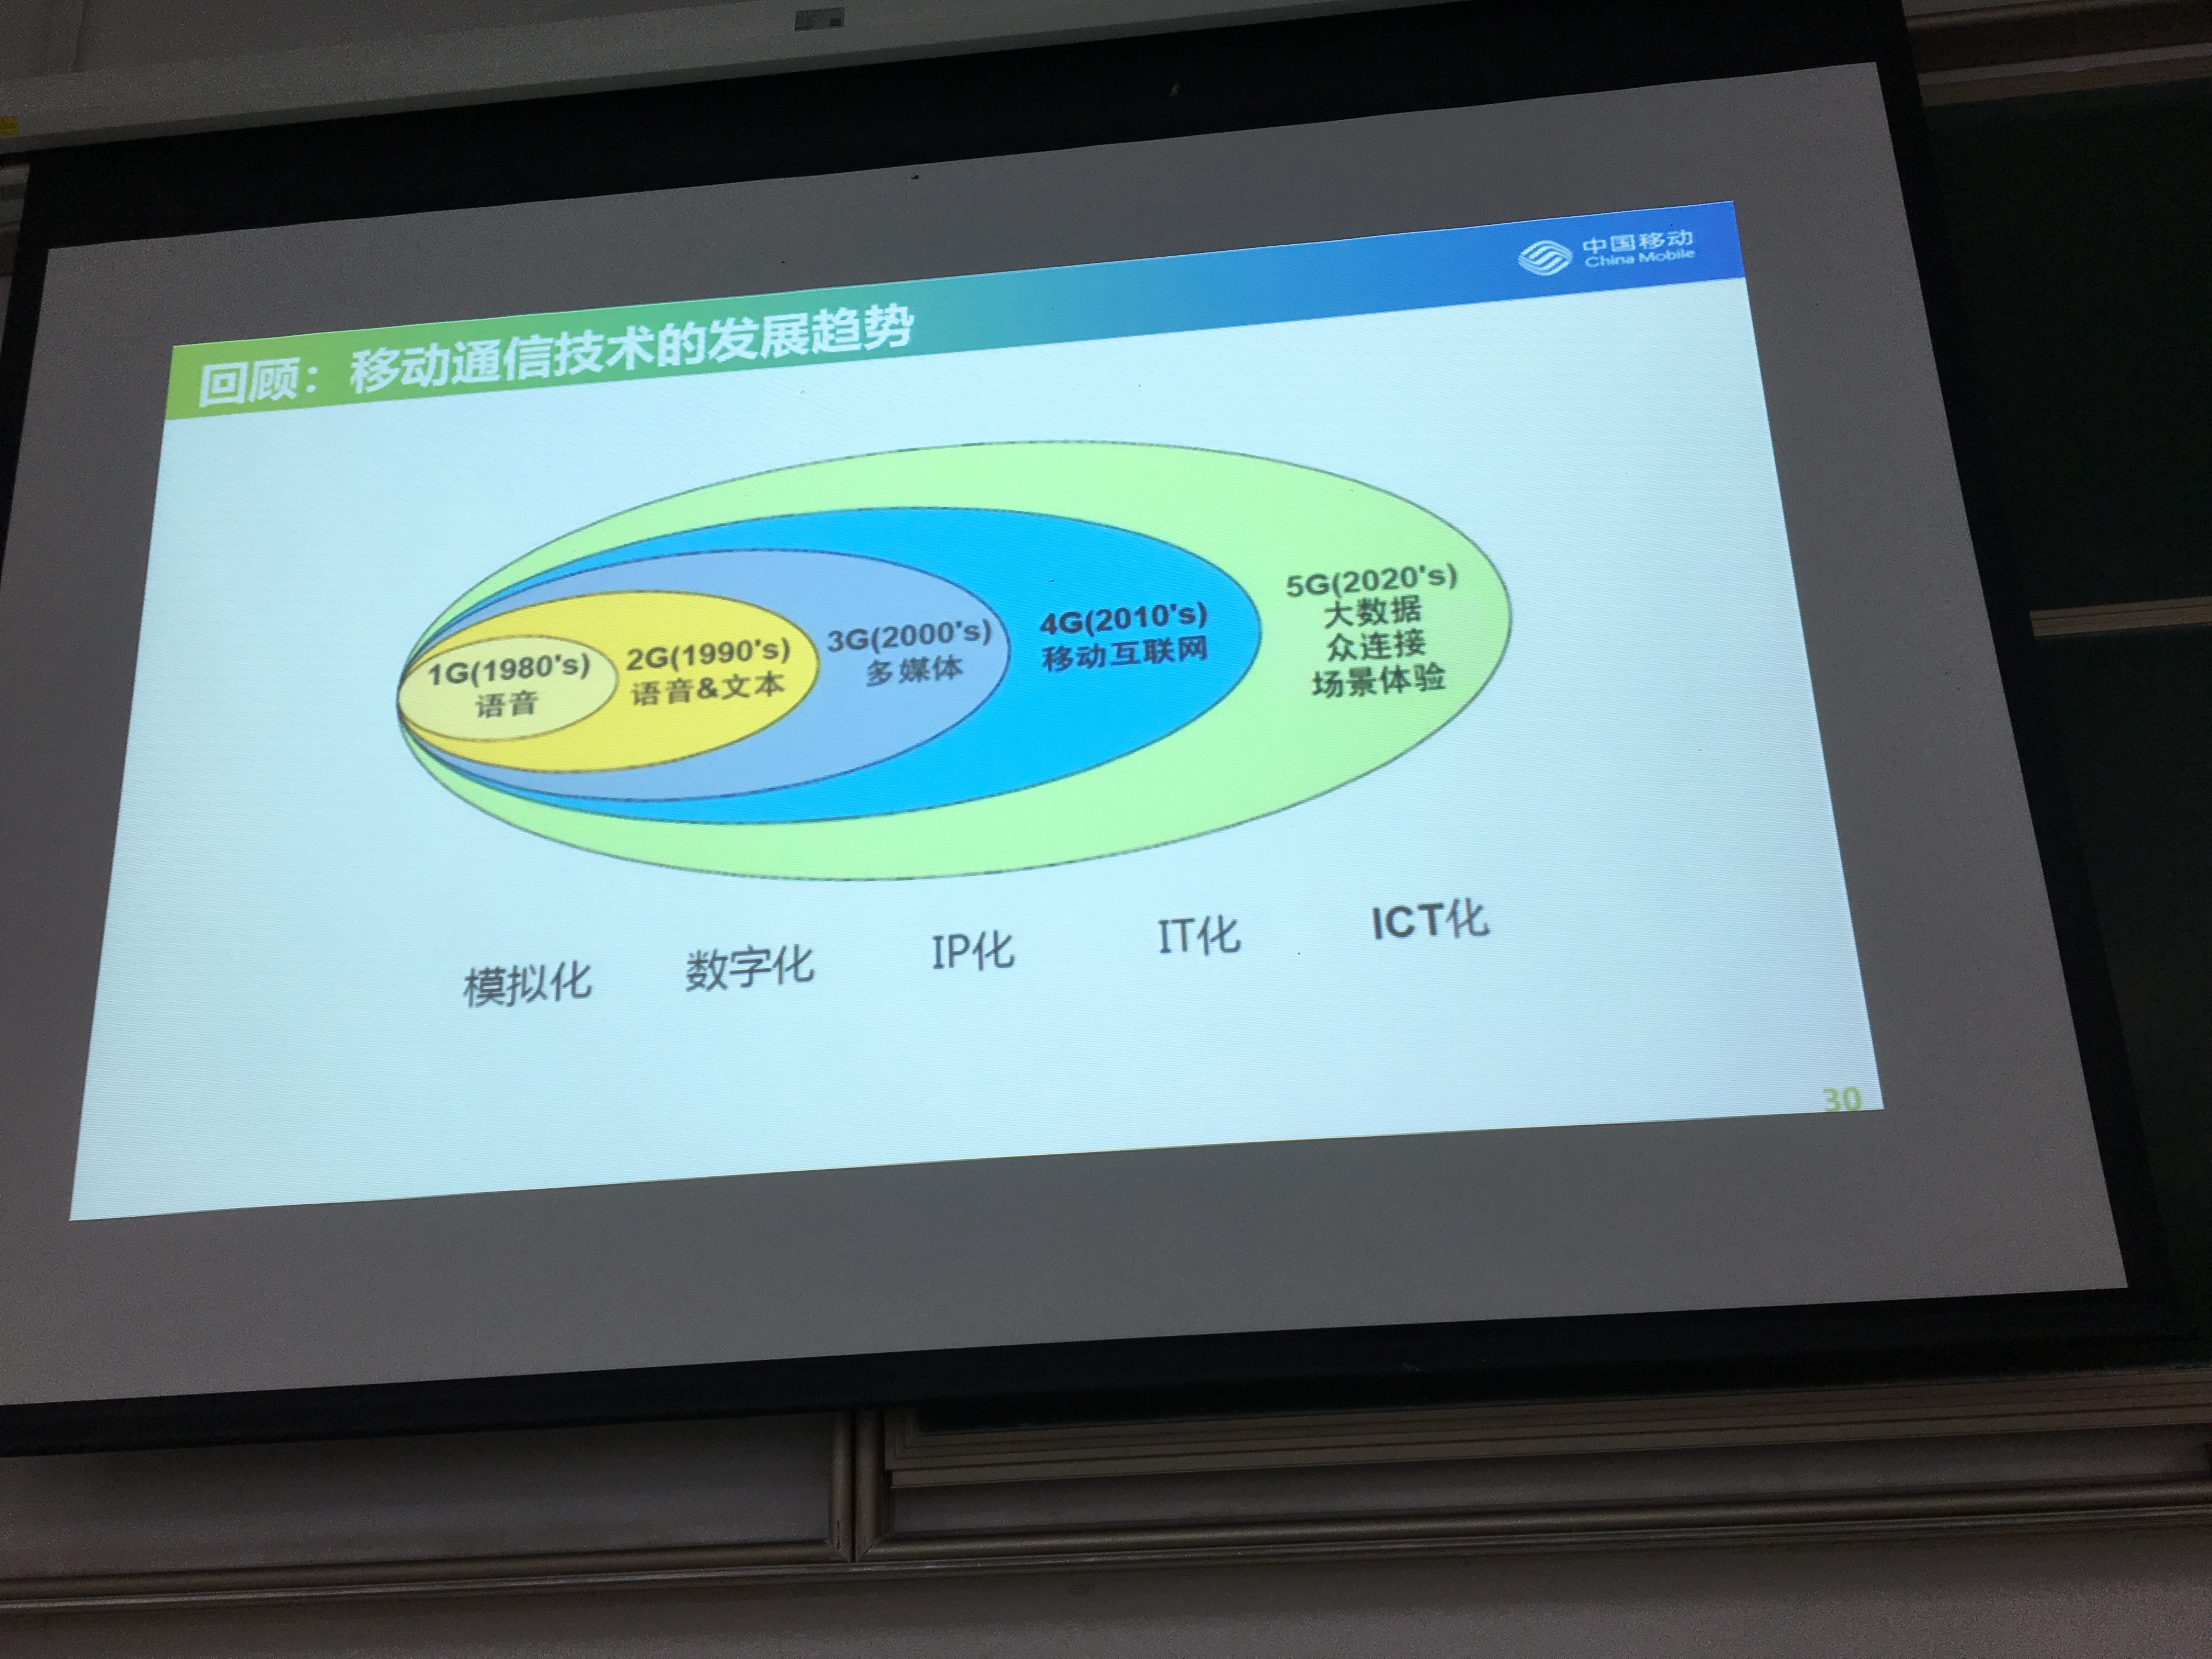 中国移动
China Mobile
回顾：移动通信技术的发展趋势
1G(1980's)
语音
2G(1990's)
语音&文本
3G(2000's)
多媒体
4G(2010's)
移动互联网
5G(2020's)
大数据
众连接
场景体验
模拟化
数字化
IP化
IT化
ICT化
30